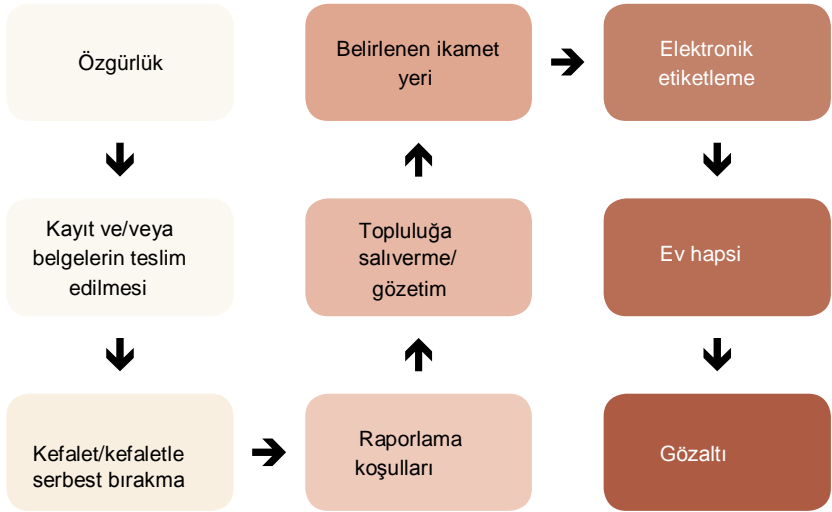 Özgürlük
Kayıt ve/veya
belgelerin teslim
edilmesi
Kefalet/kefaletle
serbest bırakma
Raporlama
koşulları
Topluluğa
salıverme/
gözetim
Belirlenen ikamet
yeri
Elektronik
etiketleme
Ev hapsi
Gözaltı